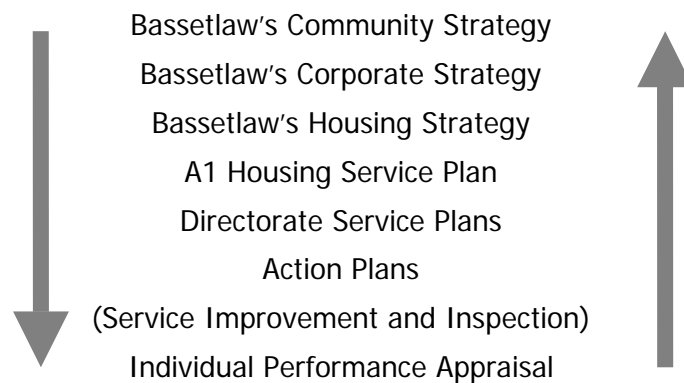 Bassetlaw's Community Strategy
Bassetlaw's Corporate Strategy
Bassetlaw's Housing Strategy
A1 Housing Service Plan
Directorate Service Plans
Action Plans
(Service Improvement and Inspection)
Individual Performance Appraisal